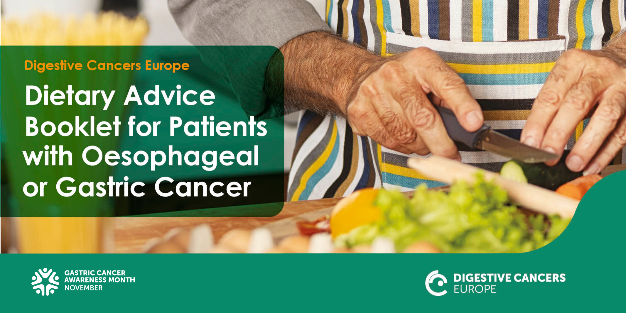 Digestive Cancers Europe
Dietary Advice
Booklet for Patients
with Oesophageal
or Gastric Cancer
GASTRIC CANCER
AWARENESS MONTH
NOVEMBER
DIGESTIVE CANCERS
EUROPE